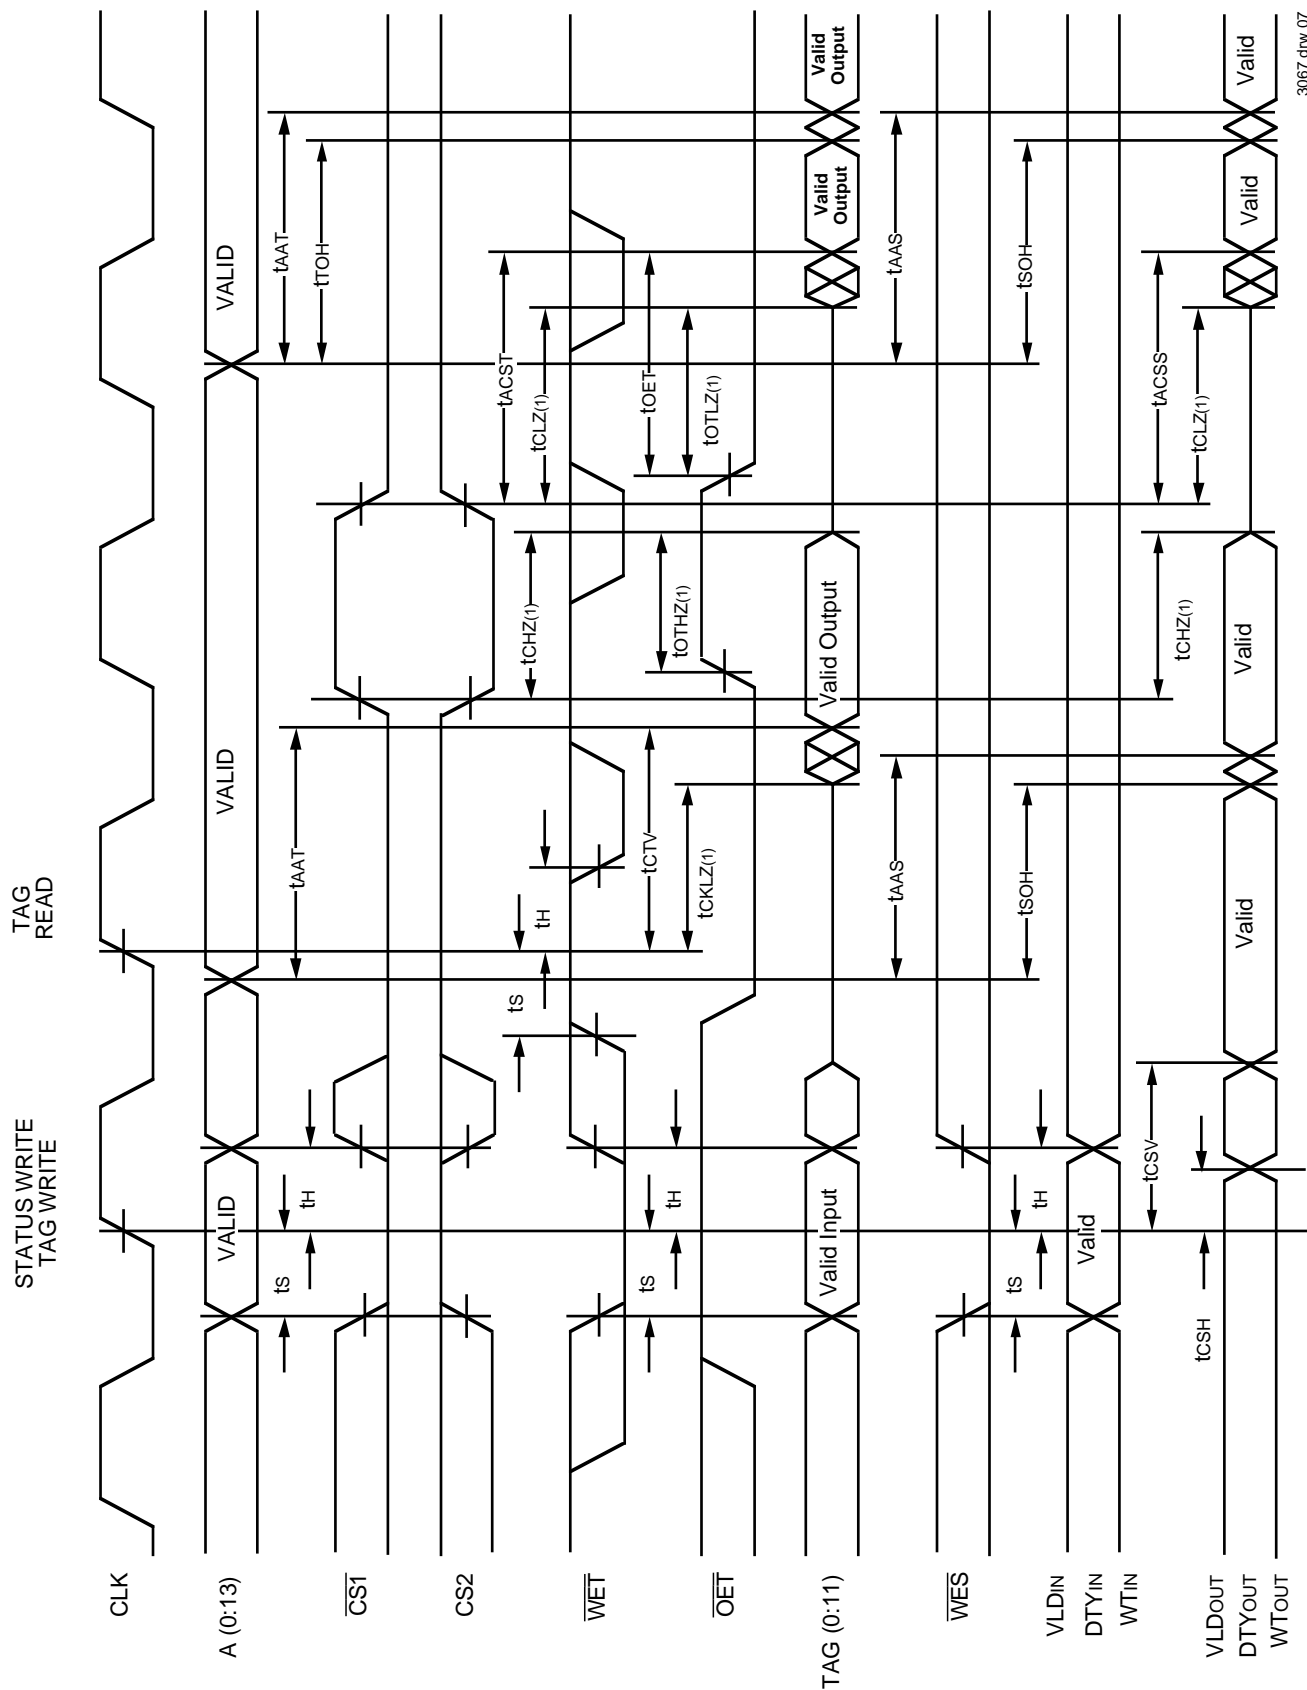 STATUS WRITE
TAG WRITE
TAG
READ
CLK
A (0:13)
VALID
VALID
VALID
tS
tH
tAAT
tAAT
tTOH
CS1
CS2
tACST
tCHZ(1)
tCLZ(1)
WET
tS
tH
tS
tH
tCTV
tOET
tCKLZ(1)
tOTHZ(1)
tOTLZ(1)
OET
TAG (0:11)
Valid Input
Valid Output
Valid
Output
Valid
Output
tAAS
tAAS
WES
tS
tH
tSOH
tSOH
VLDIN
DTYIN
WTIN
Valid
tCSV
tCHZ(1)
tACSS
tCSH
tCLZ(1)
VLDOUT
DTYOUT
WTOUT
Valid
Valid
Valid
Valid
3067 drw 07